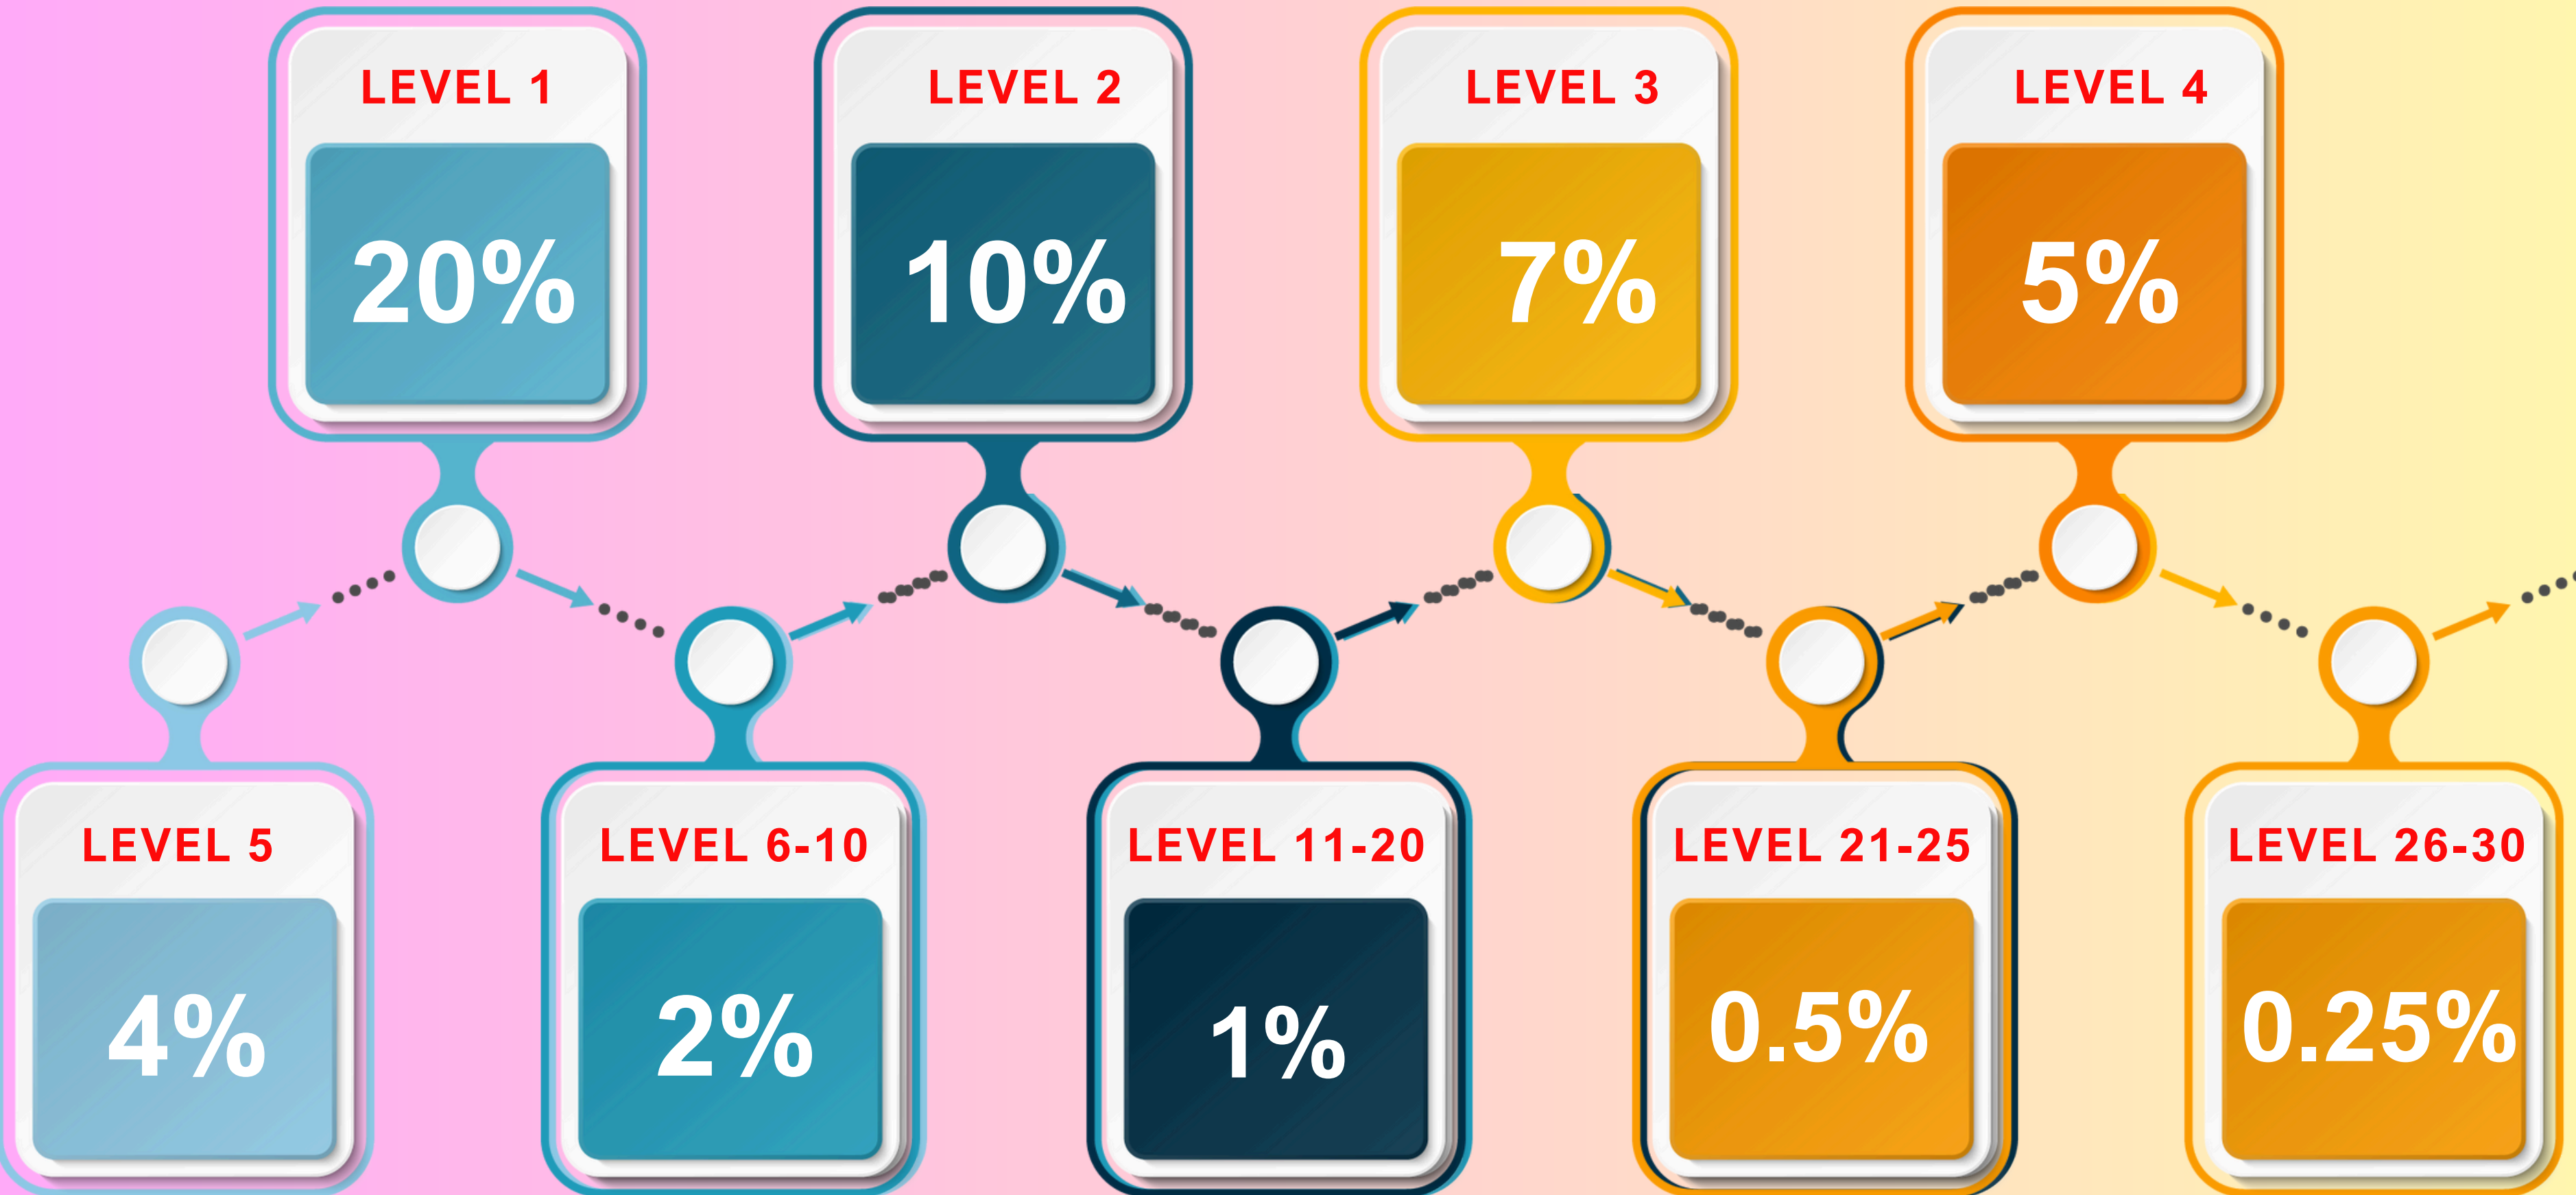 LEVEL 1
20%
LEVEL 2
10%
LEVEL 3
7%
LEVEL 4
5%
LEVEL 5
4%
LEVEL 6-10
2%
LEVEL 11-20
1%
LEVEL 21-25
0.5%
LEVEL 26-30
0.25%